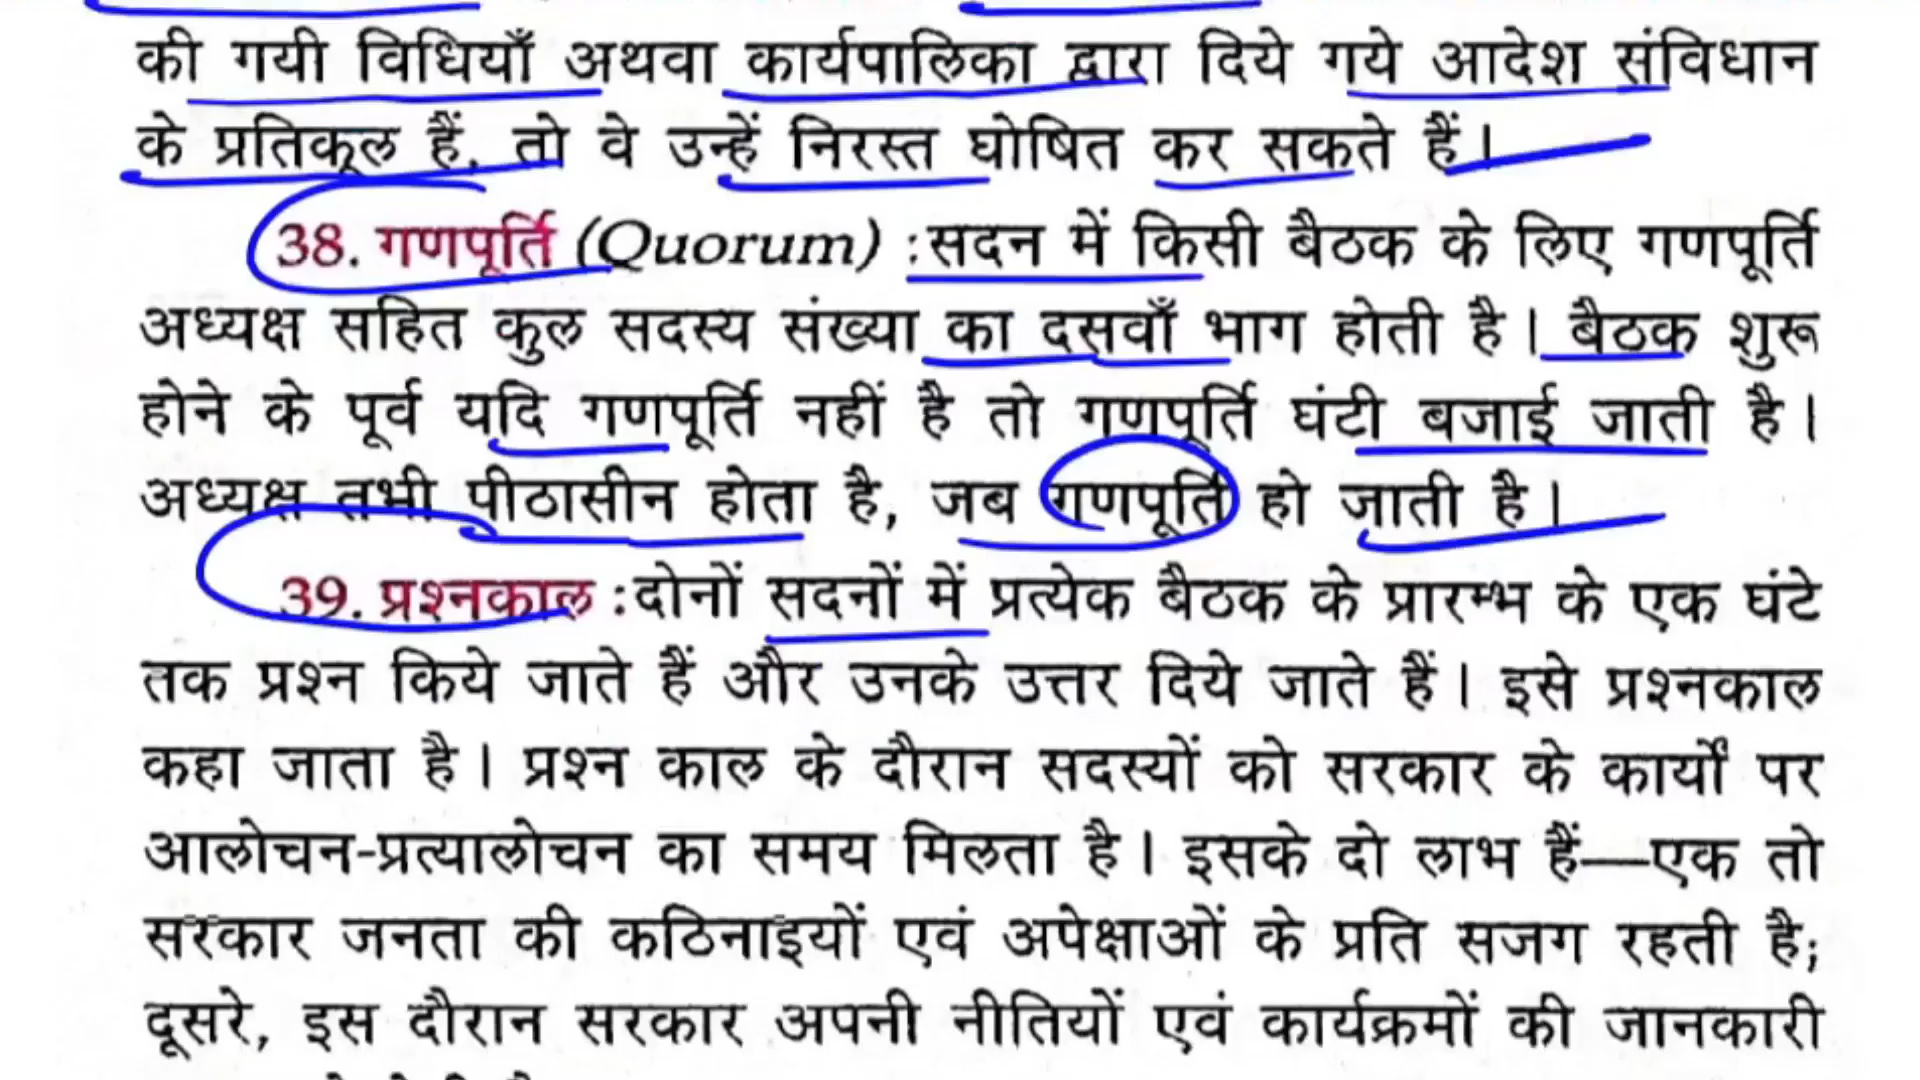 की गयी विधियाँ अथवा कार्यपालिका द्वारा दिये गये आदेश संविधान
के प्रतिकूल हैं, तो वे उन्हें निरस्त घोषित कर सकते हैं।
38. गणपूर्ति (Quorum) :सदन में किसी बैठक के लिए गणपूर्ति
अध्यक्ष सहित कुल सदस्य संख्या का दसवाँ भाग होती है। बैठक शुरू
होने के पूर्व यदि गणपूर्ति नहीं है तो गणपूर्ति घंटी बजाई जाती है।
अध्यक्ष तभी पीठासीन होता है, जब गणपूर्ति हो जाती है।
39. प्रश्नकाल :दोनों सदनों में प्रत्येक बैठक के प्रारम्भ के एक घंटे
तक प्रश्न किये जाते हैं और उनके उत्तर दिये जाते हैं। इसे प्रश्नकाल
कहा जाता है। प्रश्न काल के दौरान सदस्यों को सरकार के कार्यों पर
आलोचन-प्रत्यालोचन का समय मिलता है। इसके दो लाभ हैं—एक तो
सरकार जनता की कठिनाइयों एवं अपेक्षाओं के प्रति सजग रहती है;
दूसरे, इस दौरान सरकार अपनी नीतियों एवं कार्यक्रमों की जानकारी